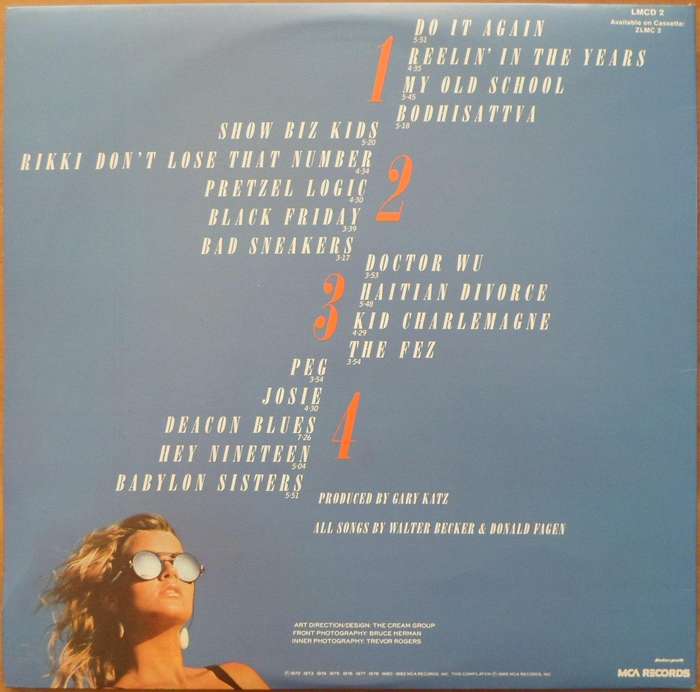 LMCD 2
Available on Cassette:
ZLMC 2
1
DO IT AGAIN
5·51
REELIN' IN THE YEARS
4·35
MY OLD SCHOOL
5·45
BODHISATTVA
5·18
2
SHOW BIZ KIDS
5·20
RIKKI DON'T LOSE THAT NUMBER
4·34
PRETZEL LOGIC
4·30
BLACK FRIDAY
3·39
BAD SNEAKERS
3·17
3
DOCTOR WU
3·53
HAITIAN DIVORCE
5·48
KID CHARLEMAGNE
4·29
THE FEZ
3·54
4
PEG
3·54
JOSIE
4·30
DEACON BLUES
7·26
HEY NINETEEN
5·04
BABYLON SISTERS
5·51
PRODUCED BY GARY KATZ
ALL SONGS BY WALTER BECKER & DONALD FAGEN
ART DIRECTION/DESIGN: THE CREAM GROUP
FRONT PHOTOGRAPHY: BRUCE HERMAN
INNER PHOTOGRAPHY: TREVOR ROGERS
MCA RECORDS